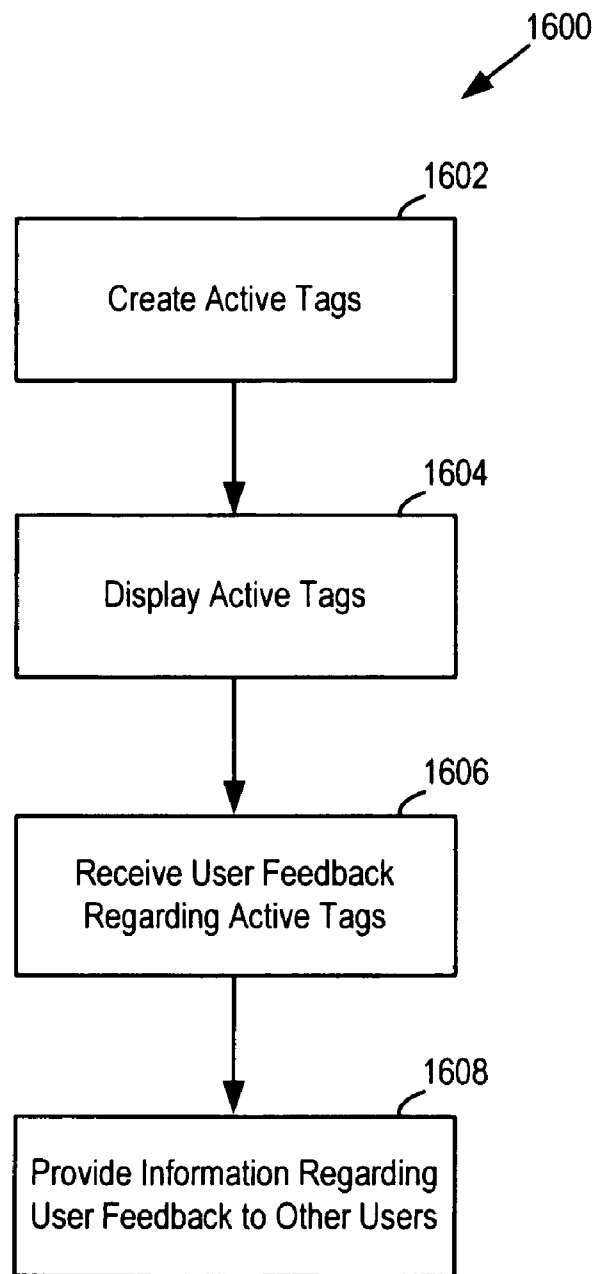 1600
1602
Create Active Tags
1604
Display Active Tags
1606
Receive User Feedback
Regarding Active Tags
1608
Provide Information Regarding
User Feedback to Other Users